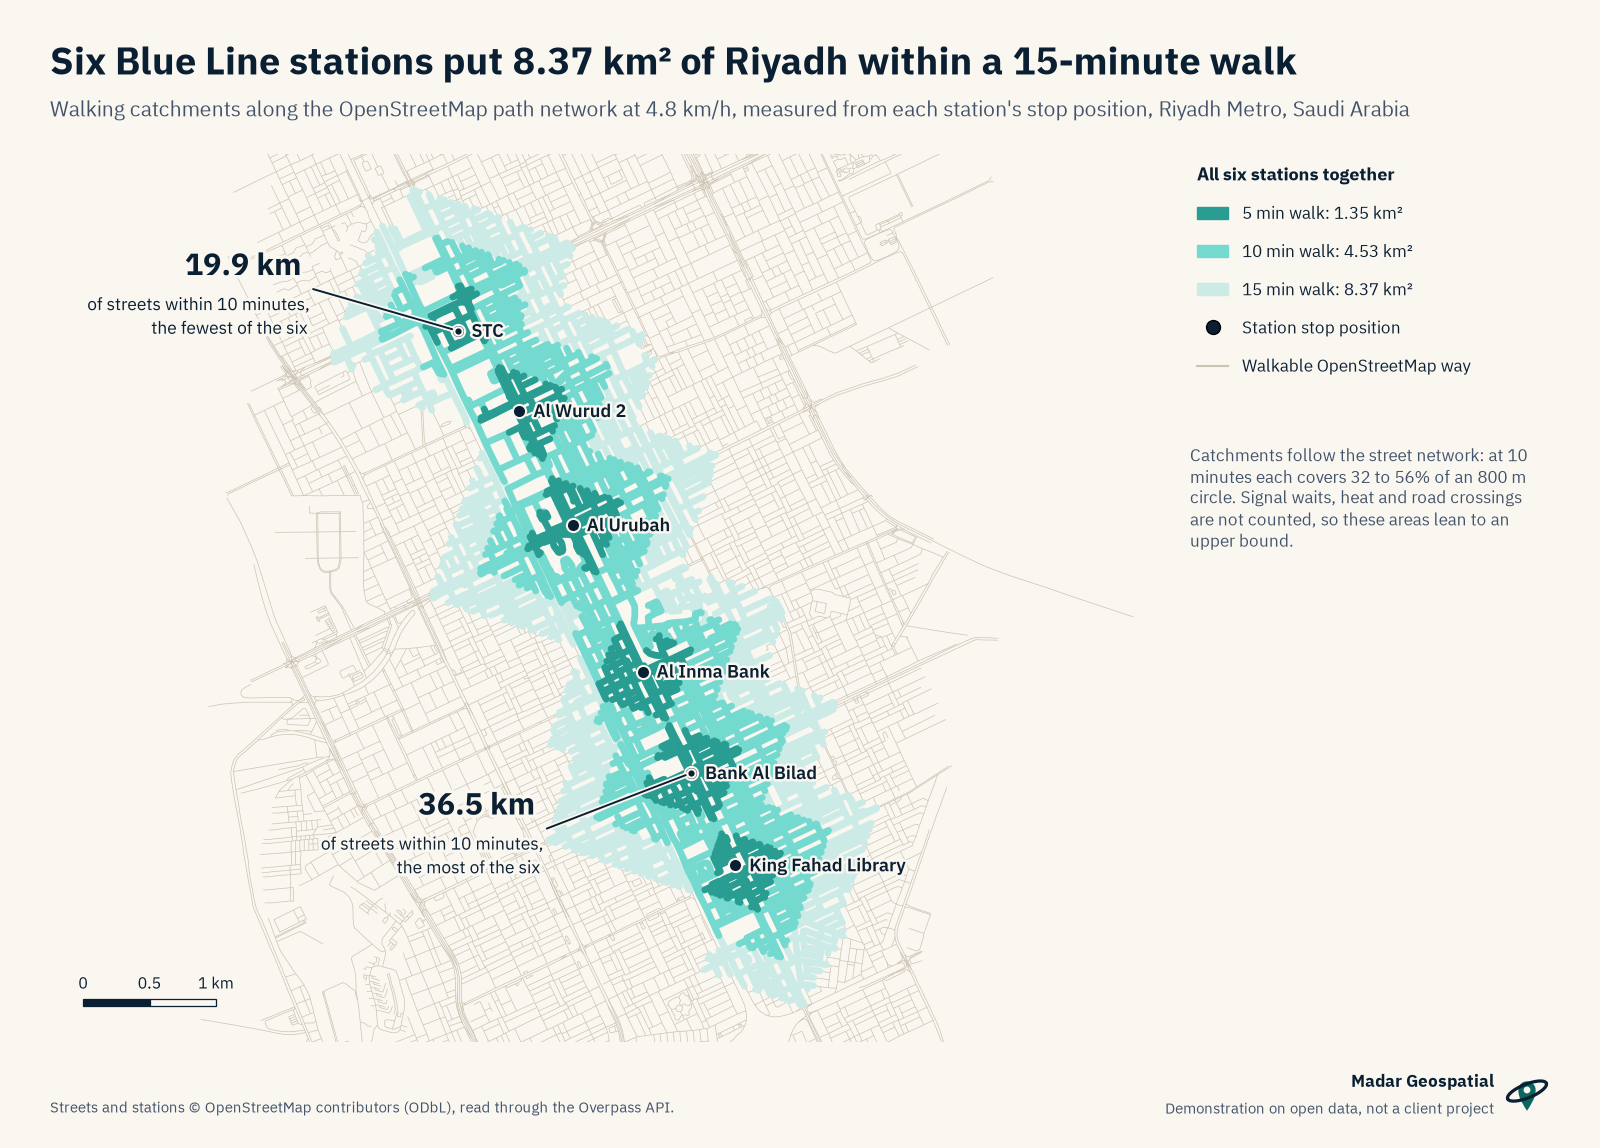 Six Blue Line stations put 8.37 km² of Riyadh within a 15-minute walk
Walking catchments along the OpenStreetMap path network at 4.8 km/h, measured from each station's stop position, Riyadh Metro, Saudi Arabia
All six stations together
5 min walk: 1.35 km²
10 min walk: 4.53 km²
15 min walk: 8.37 km²
Station stop position
Walkable OpenStreetMap way
Catchments follow the street network: at 10
minutes each covers 32 to 56% of an 800 m
circle. Signal waits, heat and road crossings
are not counted, so these areas lean to an
upper bound.
19.9 km
of streets within 10 minutes,
the fewest of the six
STC
Al Wurud 2
Al Urubah
Al Inma Bank
Bank Al Bilad
36.5 km
of streets within 10 minutes,
the most of the six
King Fahad Library
0 0.5 1 km
Madar Geospatial
Demonstration on open data, not a client project
Streets and stations © OpenStreetMap contributors (ODbL), read through the Overpass API.